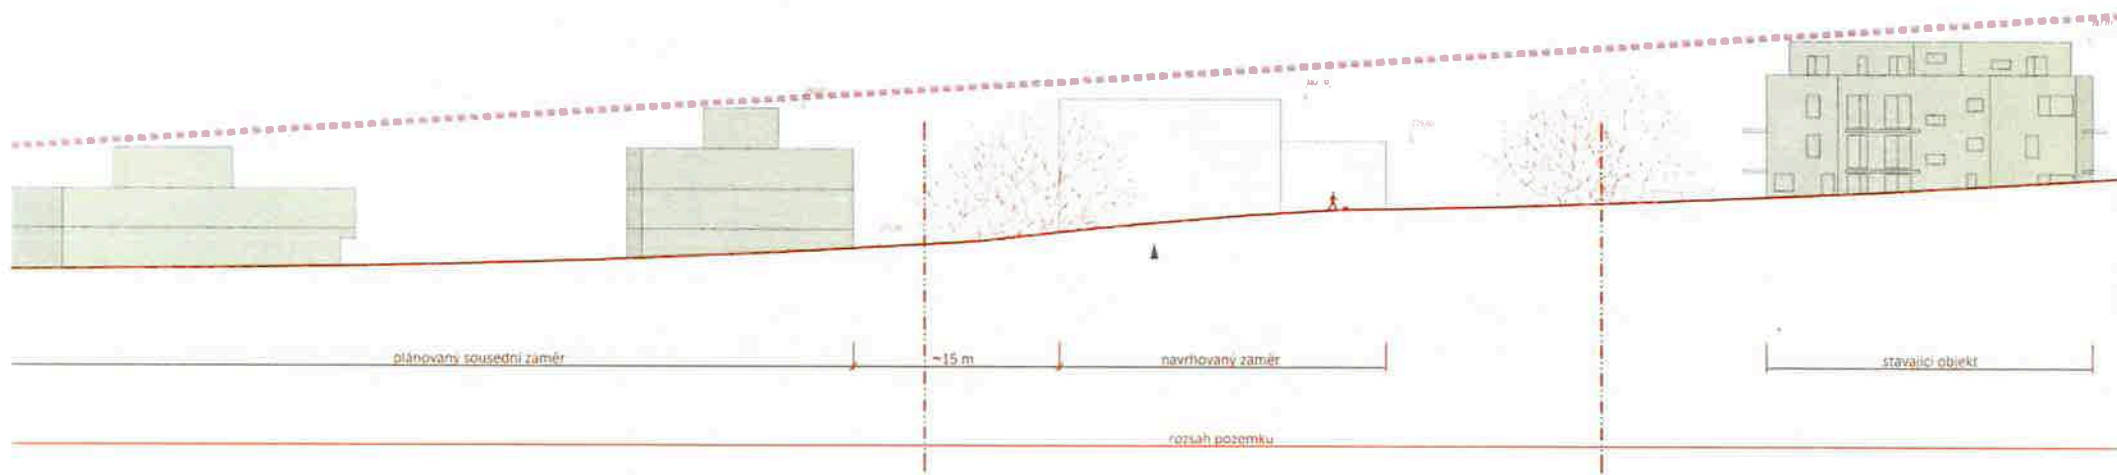 plánovaný sousední záměr
~15 m
navrhovaný záměr
stávající objekt
rozsah pozemku